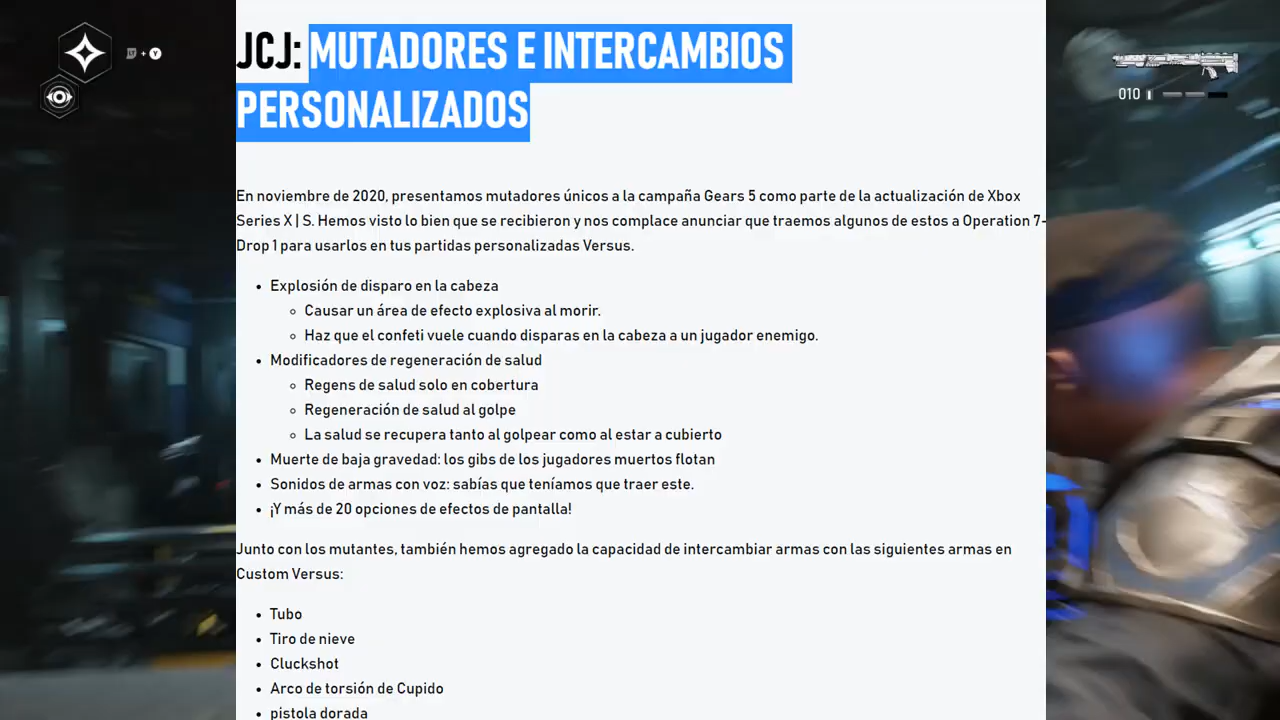 JCJ: MUTADORES E INTERCAMBIOS
PERSONALIZADOS
LT + Y
010
En noviembre de 2020, presentamos mutadores únicos a la campaña Gears 5 como parte de la actualización de Xbox
Series X | S. Hemos visto lo bien que se recibieron y nos complace anunciar que traemos algunos de estos a Operation 7-
Drop 1 para usarlos en tus partidas personalizadas Versus.
• Explosión de disparo en la cabeza
◦ Causar un área de efecto explosiva al morir.
◦ Haz que el confeti vuele cuando disparas en la cabeza a un jugador enemigo.
• Modificadores de regeneración de salud
◦ Regens de salud solo en cobertura
◦ Regeneración de salud al golpe
◦ La salud se recupera tanto al golpear como al estar a cubierto
• Muerte de baja gravedad: los gibs de los jugadores muertos flotan
• Sonidos de armas con voz: sabías que teníamos que traer este.
• ¡Y más de 20 opciones de efectos de pantalla!
Junto con los mutantes, también hemos agregado la capacidad de intercambiar armas con las siguientes armas en
Custom Versus:
• Tubo
• Tiro de nieve
• Cluckshot
• Arco de torsión de Cupido
• pistola dorada